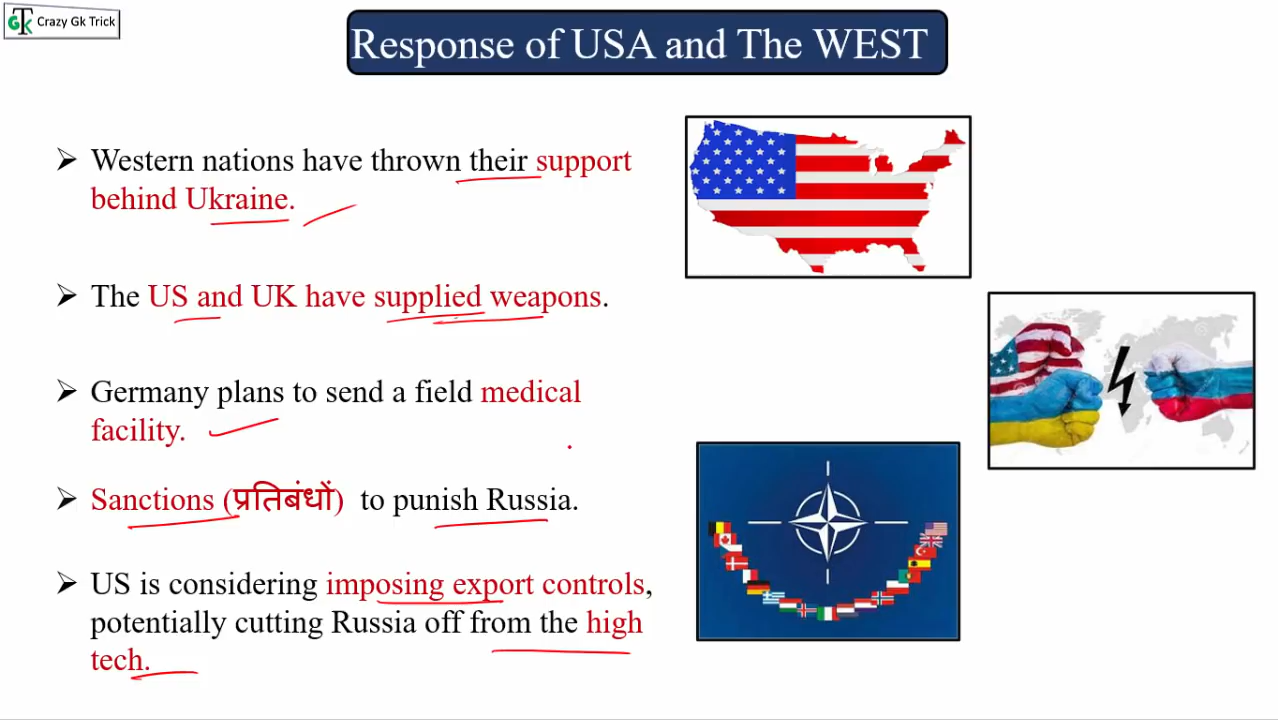 Crazy Gk Trick
Response of USA and The WEST
Western nations have thrown their support
behind Ukraine.
The US and UK have supplied weapons.
Germany plans to send a field medical
facility.
Sanctions (प्रतिबंधों) to punish Russia.
US is considering imposing export controls,
potentially cutting Russia off from the high
tech.